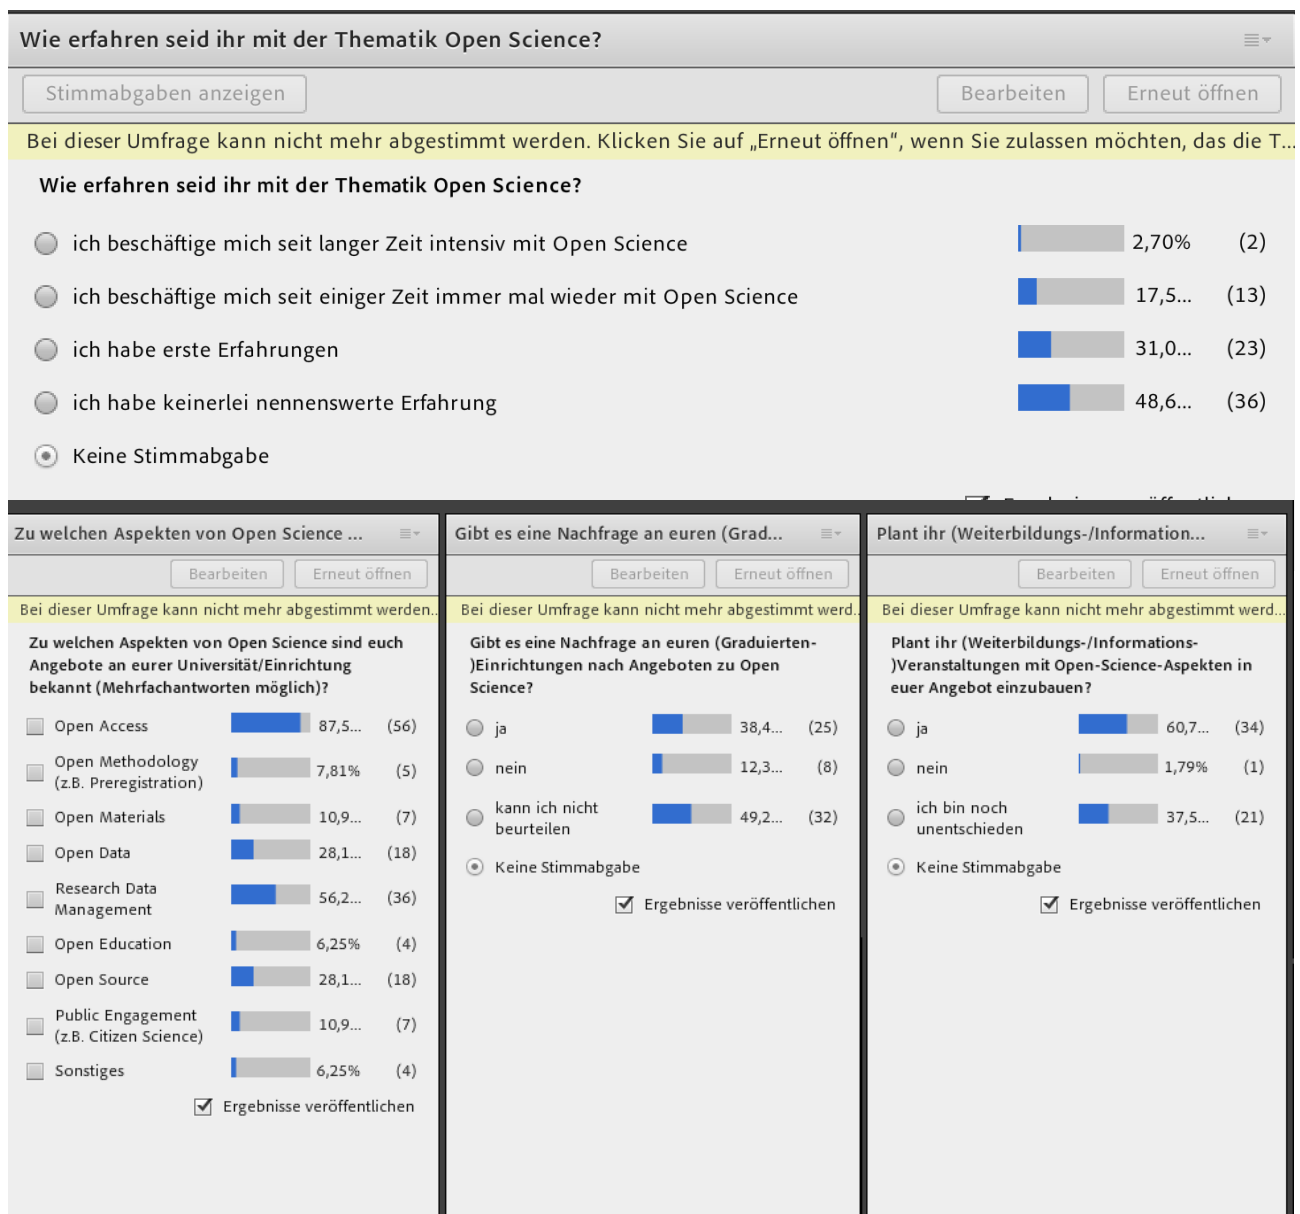 Wie erfahren seid ihr mit der Thematik Open Science?
Stimmabgaben anzeigen
Bearbeiten
Erneut öffnen
Bei dieser Umfrage kann nicht mehr abgestimmt werden. Klicken Sie auf „Erneut öffnen“, wenn Sie zulassen möchten, das die T...
Wie erfahren seid ihr mit der Thematik Open Science?
ich beschäftige mich seit langer Zeit intensiv mit Open Science 2,70% (2)
ich beschäftige mich seit einiger Zeit immer mal wieder mit Open Science 17,5... (13)
ich habe erste Erfahrungen 31,0... (23)
ich habe keinerlei nennenswerte Erfahrung 48,6... (36)
Keine Stimmabgabe
Zu welchen Aspekten von Open Science ...
Bearbeiten
Erneut öffnen
Bei dieser Umfrage kann nicht mehr abgestimmt werden..
Zu welchen Aspekten von Open Science sind euch
Angebote an eurer Universität/Einrichtung
bekannt (Mehrfachantworten möglich)?
Open Access 87,5... (56)
Open Methodology
(z.B. Preregistration) 7,81% (5)
Open Materials 10,9... (7)
Open Data 28,1... (18)
Research Data
Management 56,2... (36)
Open Education 6,25% (4)
Open Source 28,1... (18)
Public Engagement
(z.B. Citizen Science) 10,9... (7)
Sonstiges 6,25% (4)
Ergebnisse veröffentlichen
Gibt es eine Nachfrage an euren (Grad...
Bearbeiten
Erneut öffnen
Bei dieser Umfrage kann nicht mehr abgestimmt werd..
Gibt es eine Nachfrage an euren (Graduierten-
)Einrichtungen nach Angeboten zu Open
Science?
ja 38,4... (25)
nein 12,3... (8)
kann ich nicht
beurteilen 49,2... (32)
Keine Stimmabgabe
Ergebnisse veröffentlichen
Plant ihr (Weiterbildungs-/Information...
Bearbeiten
Erneut öffnen
Bei dieser Umfrage kann nicht mehr abgestimmt werd...
Plant ihr (Weiterbildungs-/Informations-
)Veranstaltungen mit Open-Science-Aspekten in
euer Angebot einzubauen?
ja 60,7... (34)
nein 1,79% (1)
ich bin noch
unentschieden 37,5... (21)
Keine Stimmabgabe
Ergebnisse veröffentlichen